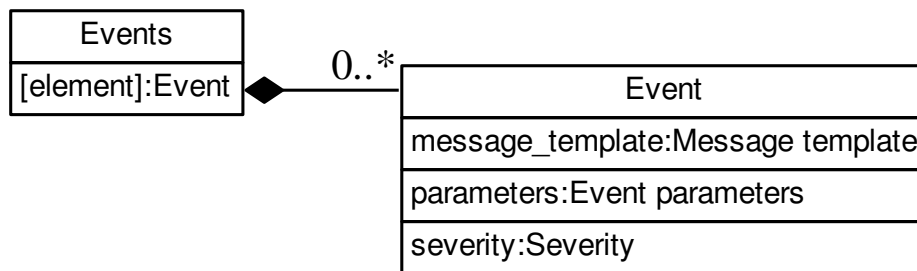 Events
[element]:Event
0..*
Event
message_template:Message template
parameters:Event parameters
severity:Severity